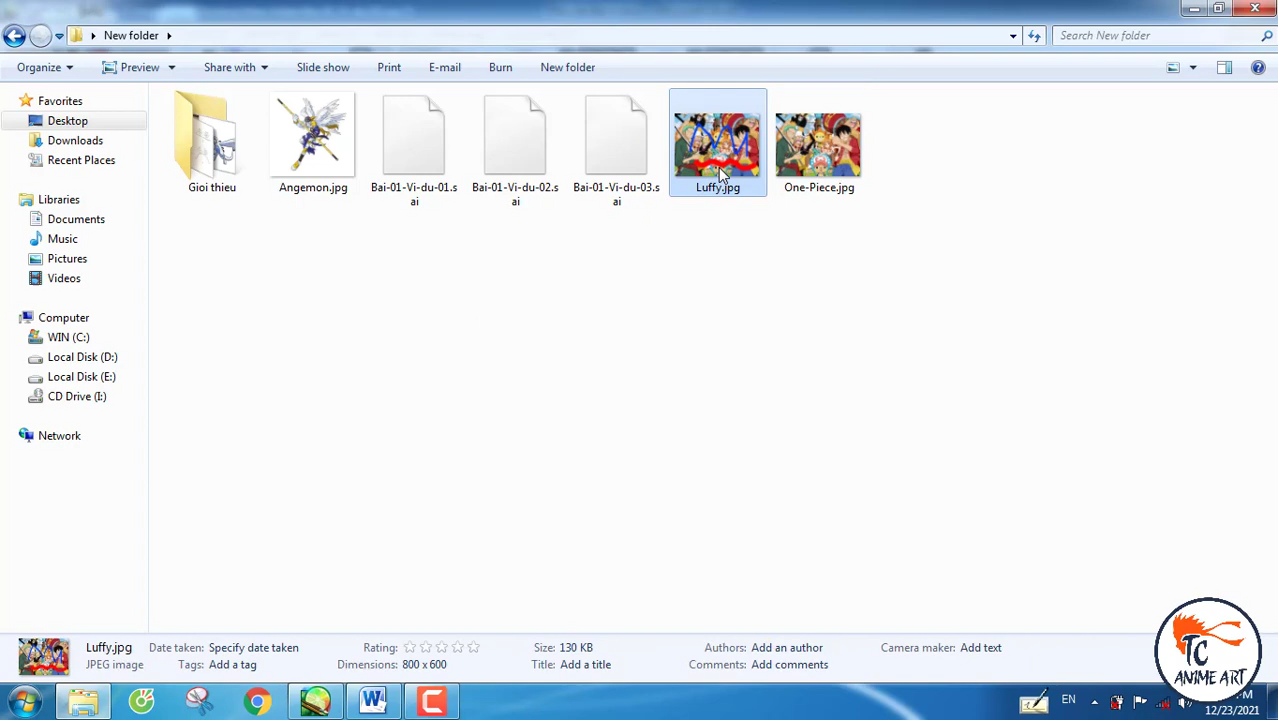 New folder
Search New folder
Organize Preview Share with Slide show Print E-mail Burn New folder
Favorites
Desktop
Downloads
Recent Places
Libraries
Documents
Music
Pictures
Videos
Computer
WIN (C:)
Local Disk (D:)
Local Disk (E:)
CD Drive (I:)
Network
Gioi thieu
Angemon.jpg
Bai-01-Vi-du-01.s
ai
Bai-01-Vi-du-02.s
ai
Bai-01-Vi-du-03.s
ai
Luffy.jpg
One-Piece.jpg
Luffy.jpg Date taken: Specify date taken Rating: Size: 130 KB Authors: Add an author Camera maker: Add text
JPEG image Tags: Add a tag Dimensions: 800 x 600 Title: Add a title Comments: Add comments
TC
ANIME ART
EN
12/23/2021